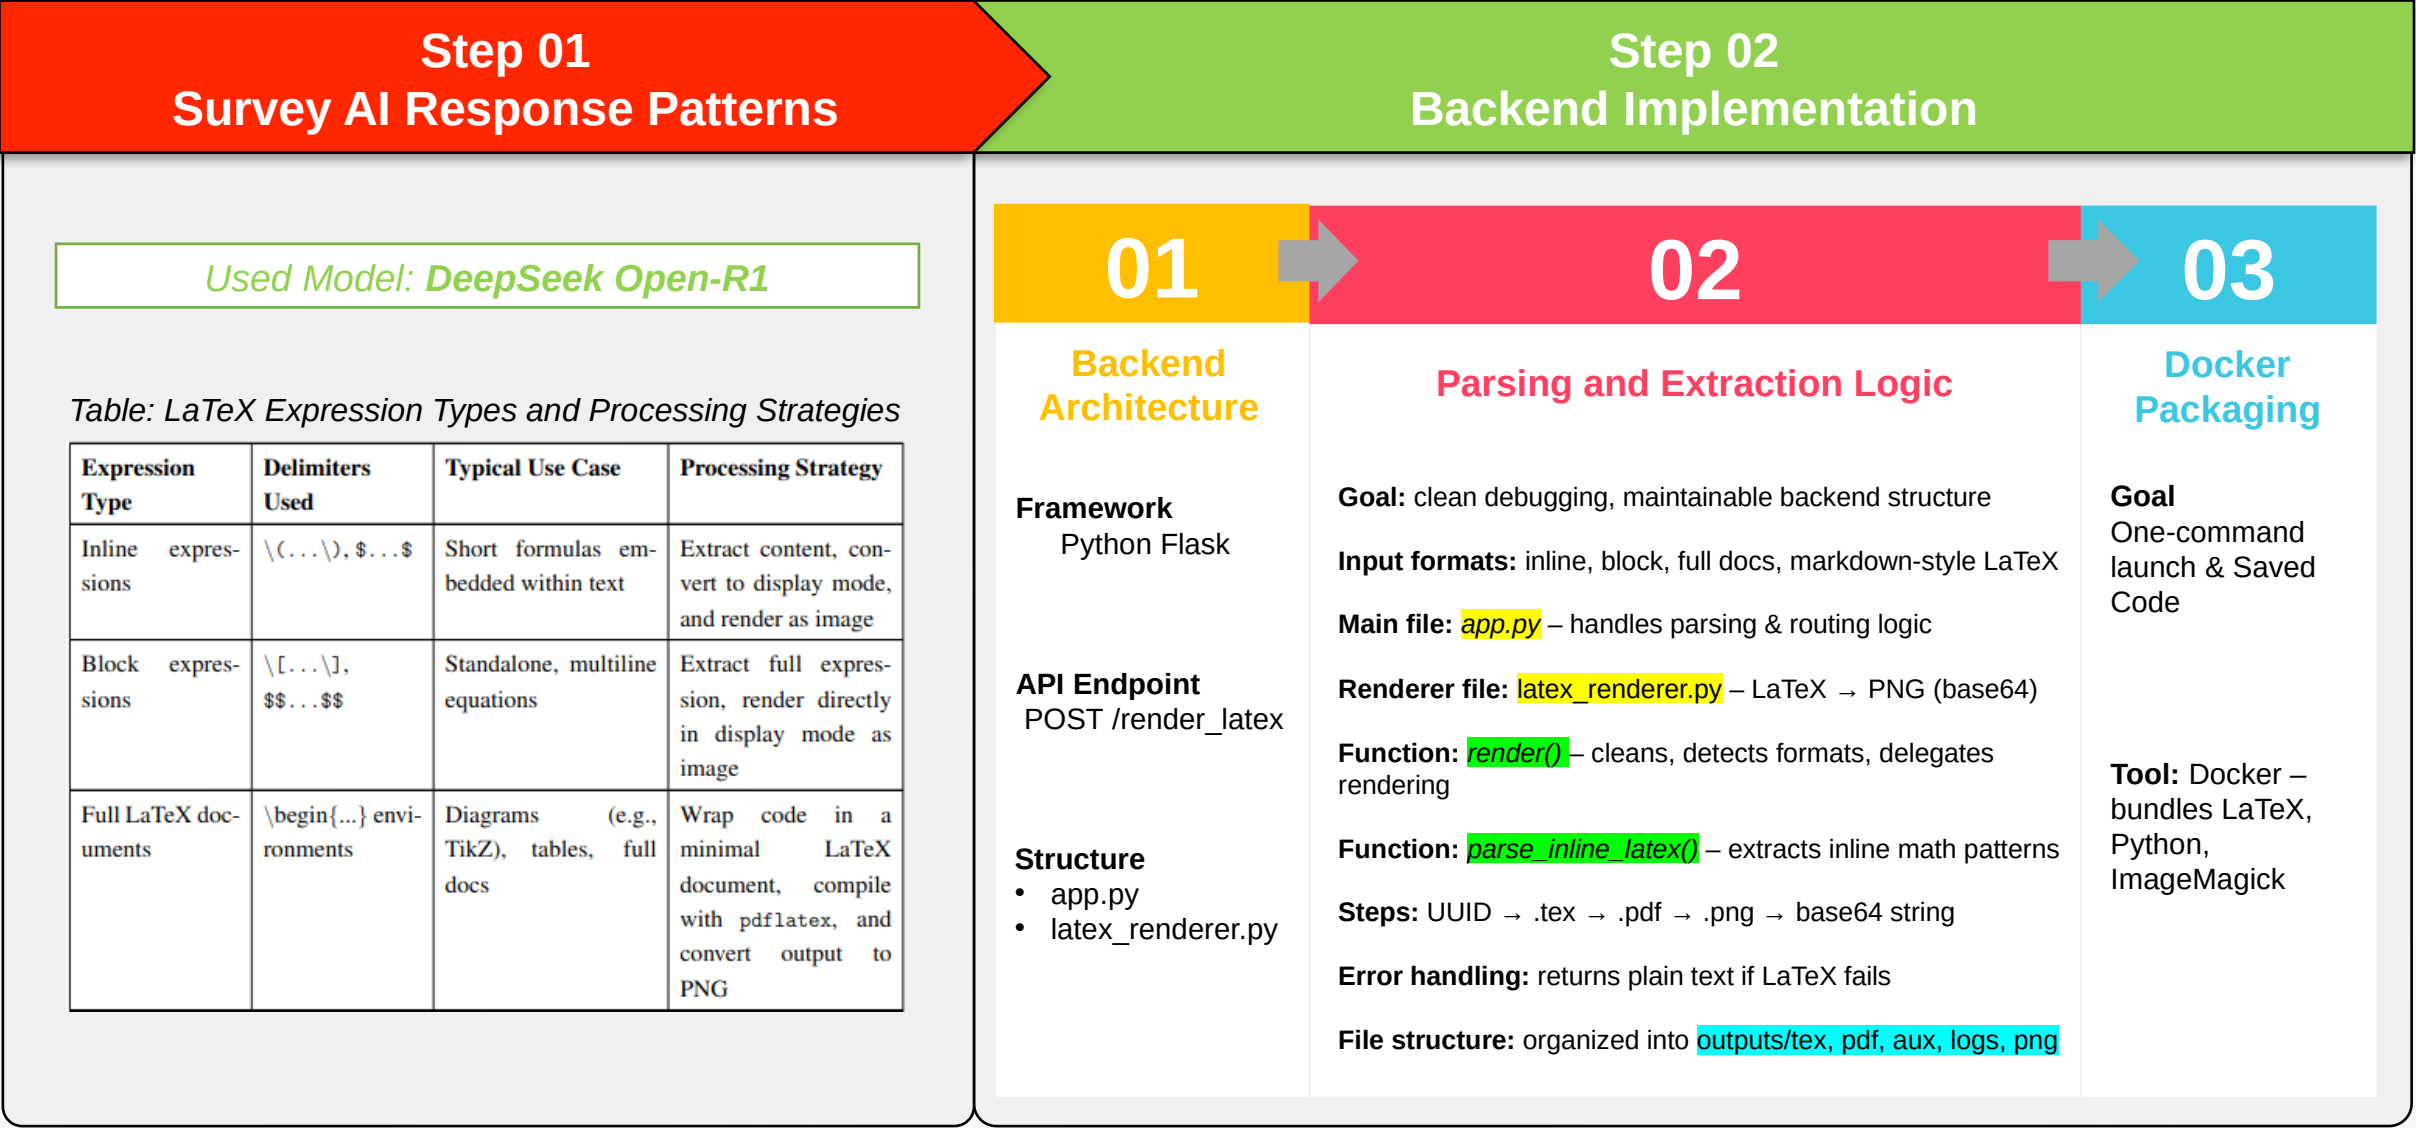 Step 01
Survey AI Response Patterns
Used Model: DeepSeek Open-R1
Table: LaTeX Expression Types and Processing Strategies
Expression Type
Delimiters Used
Typical Use Case
Processing Strategy
Inline expres-
sions
\(...\), $...$
Short formulas em-
bedded within text
Extract content, con-
vert to display mode,
and render as image
Block expres-
sions
\[...\],
$$...$$
Standalone, multiline
equations
Extract full expres-
sion, render directly
in display mode as
image
Full LaTeX doc-
uments
\begin{...} envi-
ronments
Diagrams (e.g.,
TikZ), tables, full
docs
Wrap code in a
minimal LaTeX
document, compile
with pdflatex, and
convert output to
PNG
Step 02
Backend Implementation
01
Backend
Architecture
Framework
Python Flask
API Endpoint
POST /render_latex
Structure
• app.py
• latex_renderer.py
02
Parsing and Extraction Logic
Goal: clean debugging, maintainable backend structure
Input formats: inline, block, full docs, markdown-style LaTeX
Main file: app.py – handles parsing & routing logic
Renderer file: latex_renderer.py – LaTeX → PNG (base64)
Function: render() – cleans, detects formats, delegates
rendering
Function: parse_inline_latex() – extracts inline math patterns
Steps: UUID → .tex → .pdf → .png → base64 string
Error handling: returns plain text if LaTeX fails
File structure: organized into outputs/tex, pdf, aux, logs, png
03
Docker
Packaging
Goal
One-command
launch & Saved
Code
Tool: Docker –
bundles LaTeX,
Python,
ImageMagick